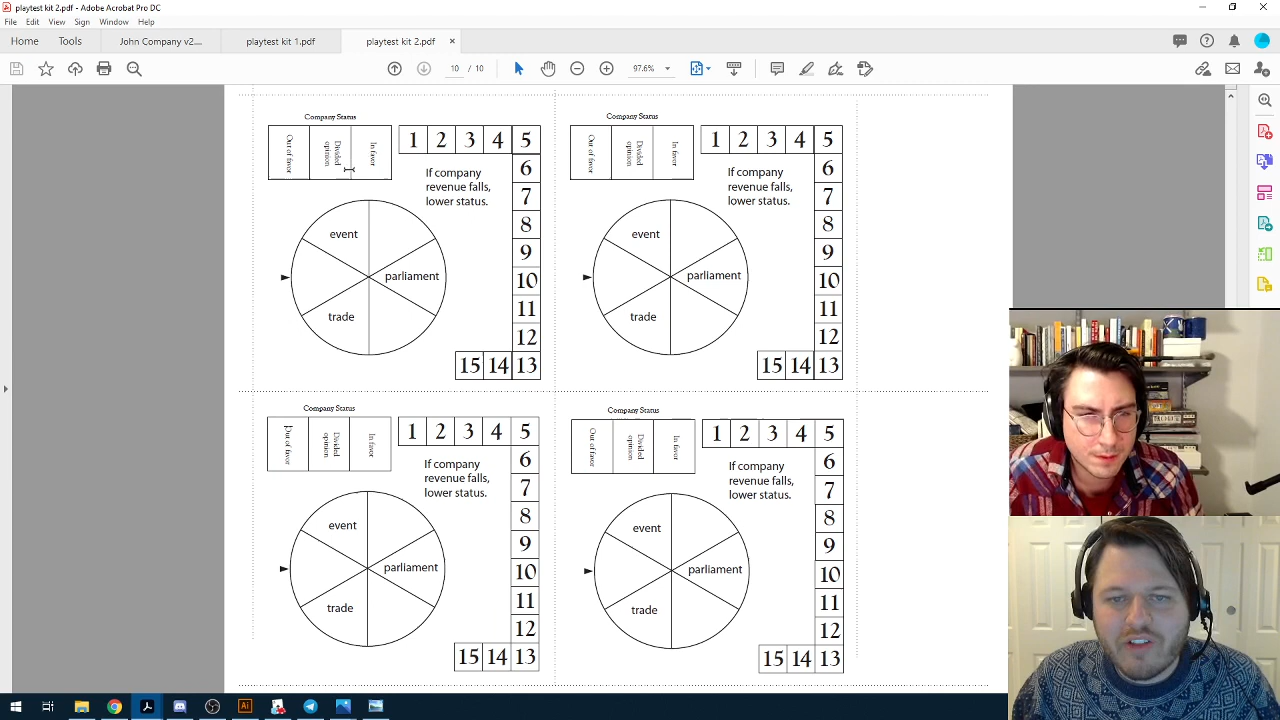 playtest kit 2.pdf - Adobe Acrobat Pro DC
File Edit View Sign Window Help
Home Tools John Company v2.... playtest kit 1.pdf playtest kit 2.pdf ×
10 / 10 97.6%
Company Status
Out of favor
Divided opinion
In favor
1 2 3 4 5
6
7
8
9
10
11
12
15 14 13
If company
revenue falls,
lower status.
event
parliament
trade
Company Status
Out of favor
Divided opinion
In favor
1 2 3 4 5
6
7
8
9
10
11
12
15 14 13
If company
revenue falls,
lower status.
event
parliament
trade
Company Status
Out of favor
Divided opinion
In favor
1 2 3 4 5
6
7
8
9
10
11
12
15 14 13
If company
revenue falls,
lower status.
event
parliament
trade
Company Status
Out of favor
Divided opinion
In favor
1 2 3 4 5
6
7
8
9
10
11
12
15 14 13
If company
revenue falls,
lower status.
event
parliament
trade
Ai